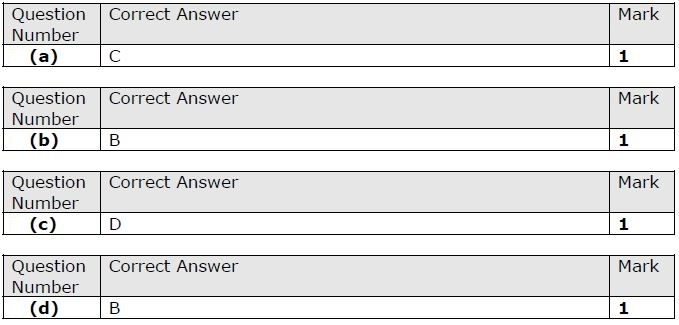 Question Correct Answer Mark
Number
(a) C 1
Question Correct Answer Mark
Number
(b) B 1
Question Correct Answer Mark
Number
(c) D 1
Question Correct Answer Mark
Number
(d) B 1